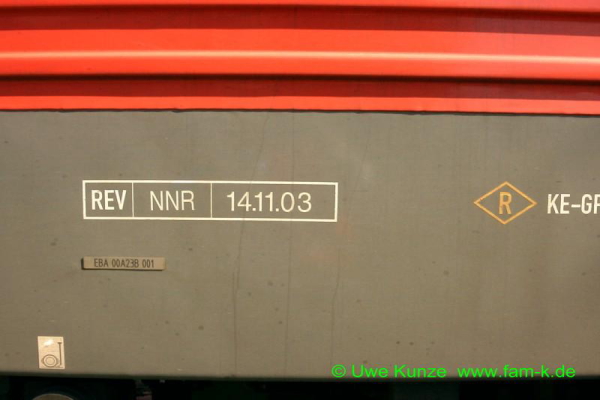 REV NNR 14.11.03
R KE-GP
EBA 00A23B 001
© Uwe Kunze www.fam-k.de